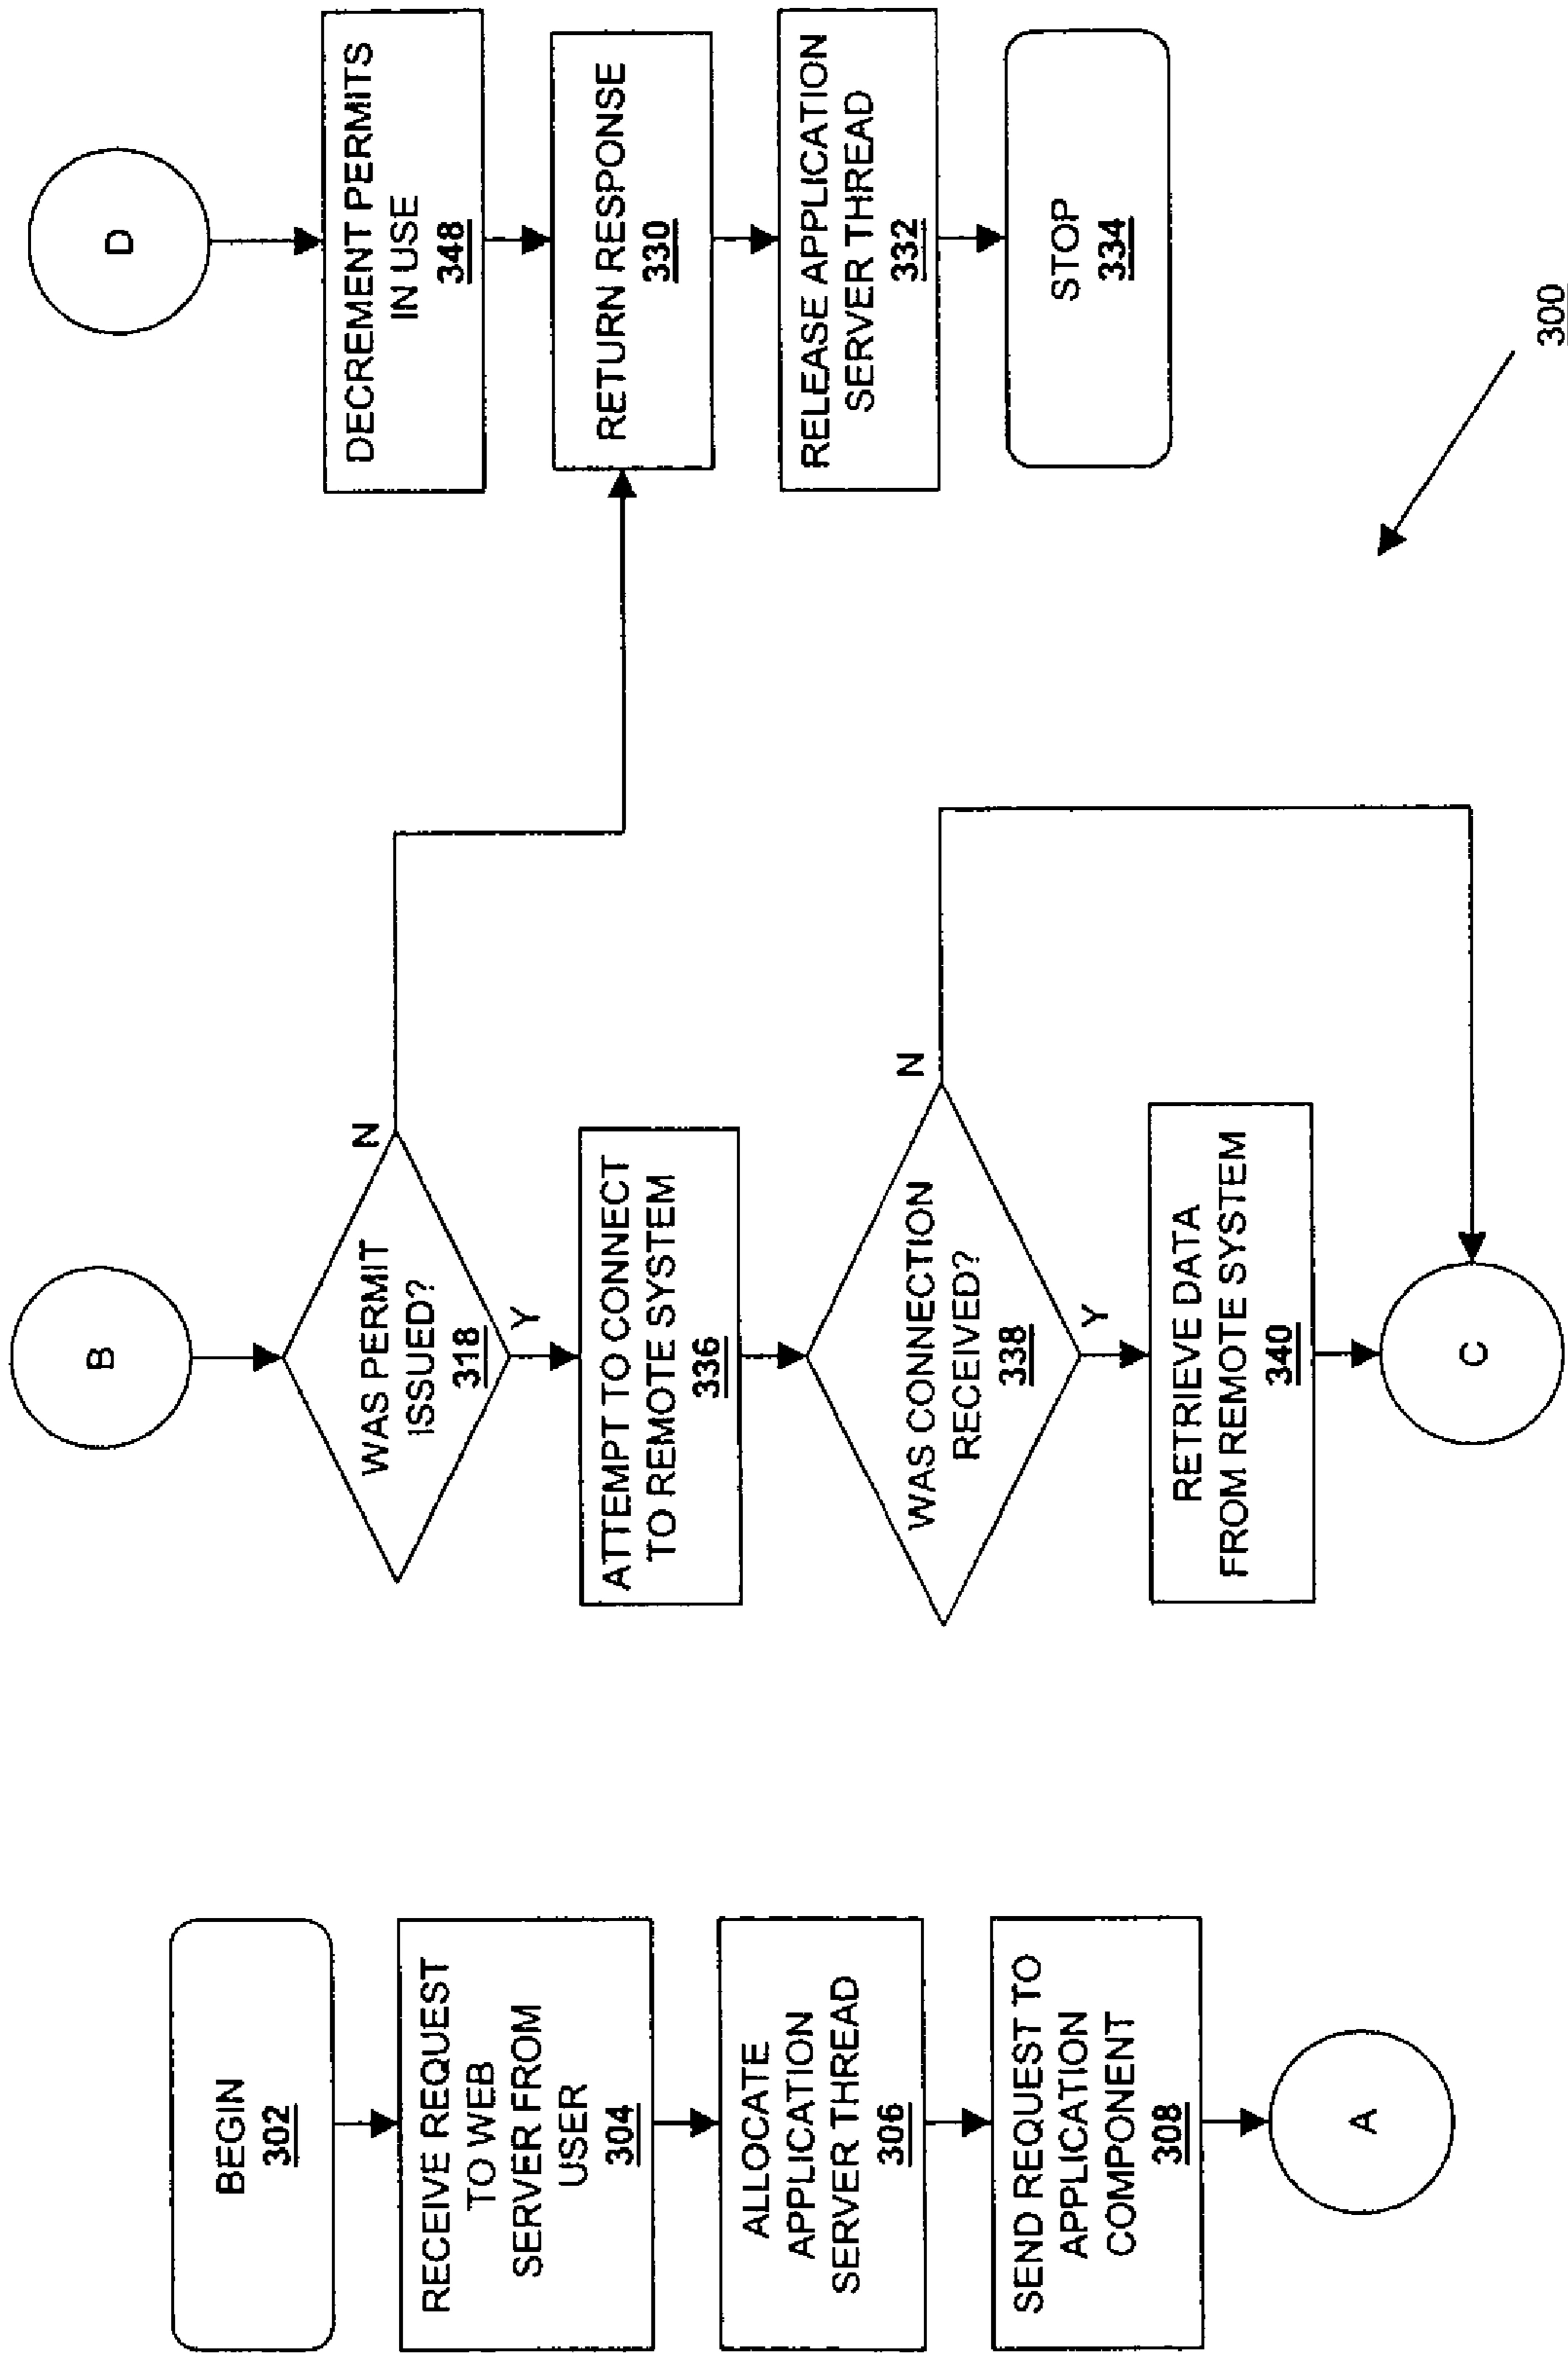 BEGIN
302
RECEIVE REQUEST
TO WEB
SERVER FROM
USER
304
ALLOCATE
APPLICATION
SERVER THREAD
306
SEND REQUEST TO
APPLICATION
COMPONENT
308
A
B
WAS PERMIT
ISSUED?
318
N
Y
ATTEMPT TO CONNECT
TO REMOTE SYSTEM
336
WAS CONNECTION
RECEIVED?
338
N
Y
RETRIEVE DATA
FROM REMOTE SYSTEM
340
C
D
DECREMENT PERMITS
IN USE
348
RETURN RESPONSE
330
RELEASE APPLICATION
SERVER THREAD
332
STOP
334
300